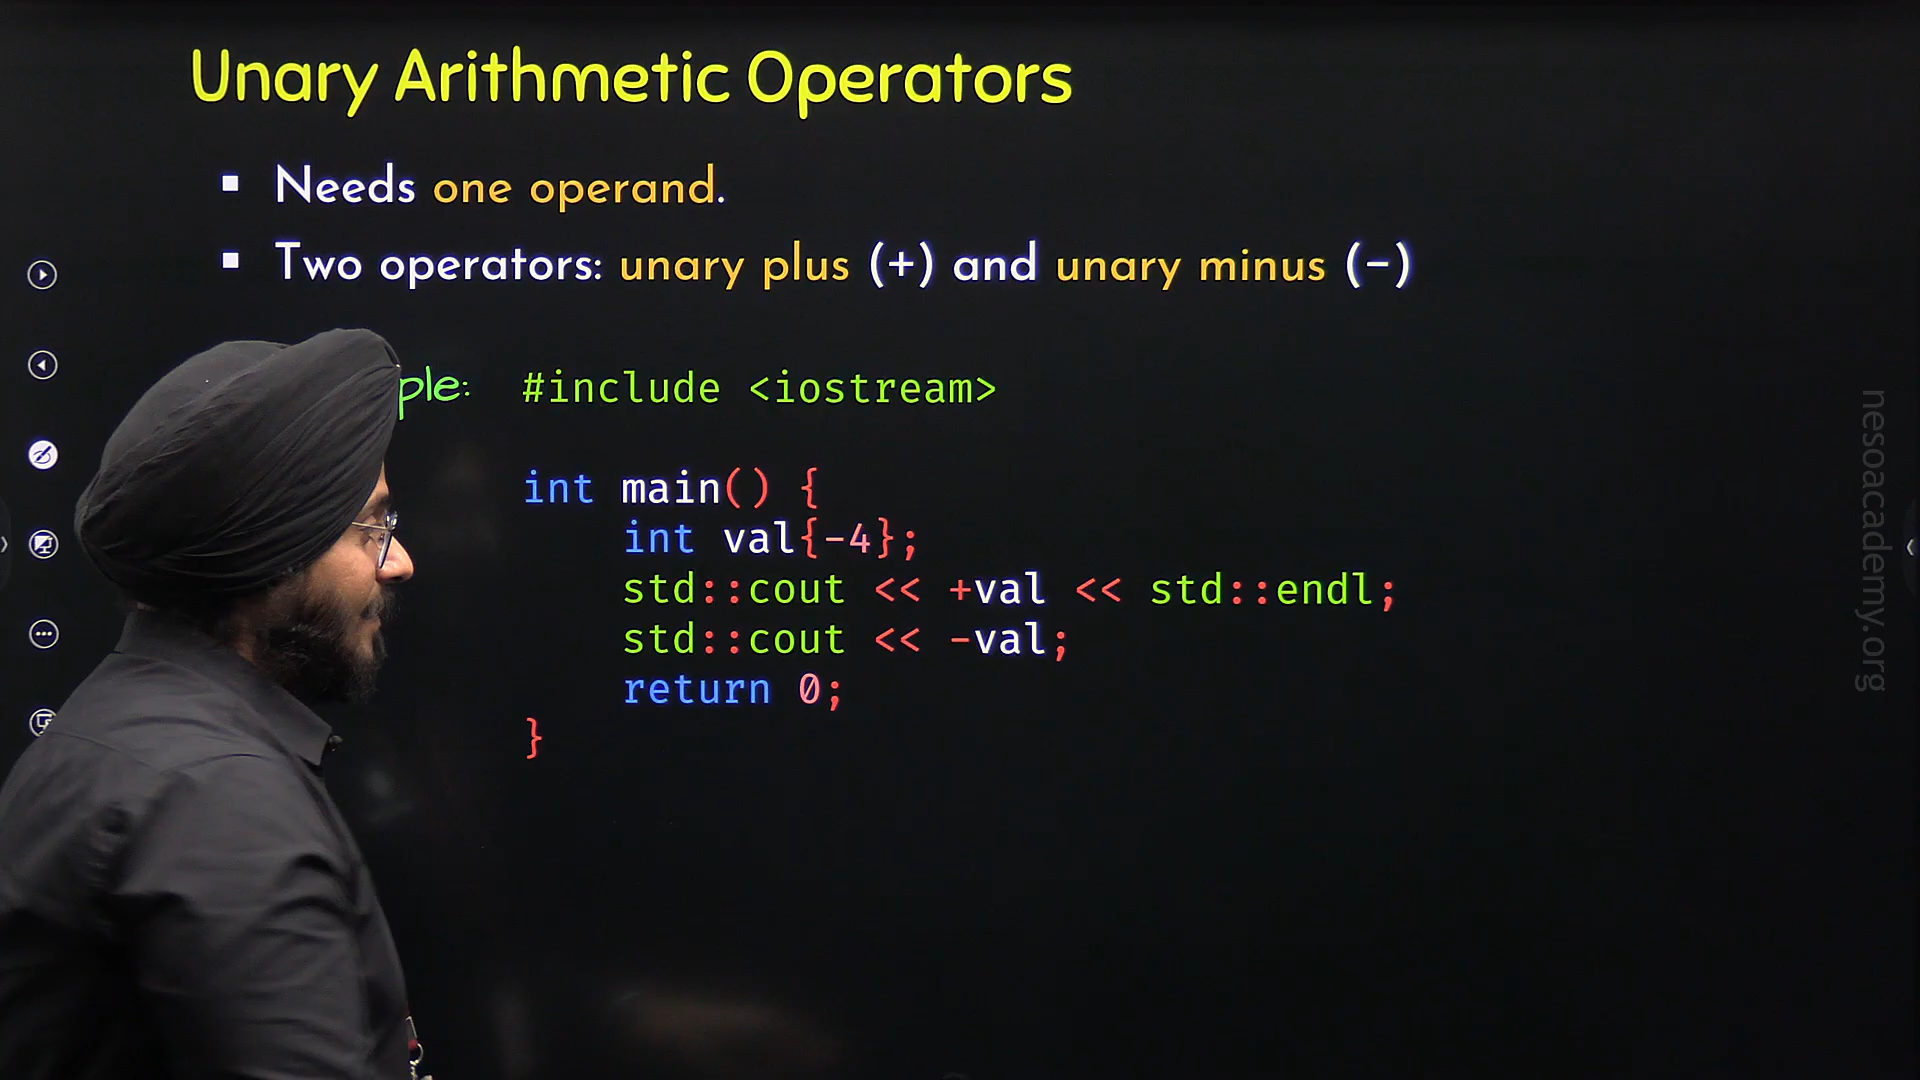 Unary Arithmetic Operators
▪ Needs one operand.
▪ Two operators: unary plus (+) and unary minus (-)
ple: #include <iostream>
int main() {
    int val{-4};
    std::cout << +val << std::endl;
    std::cout << -val;
    return 0;
}
nesoacademy.org